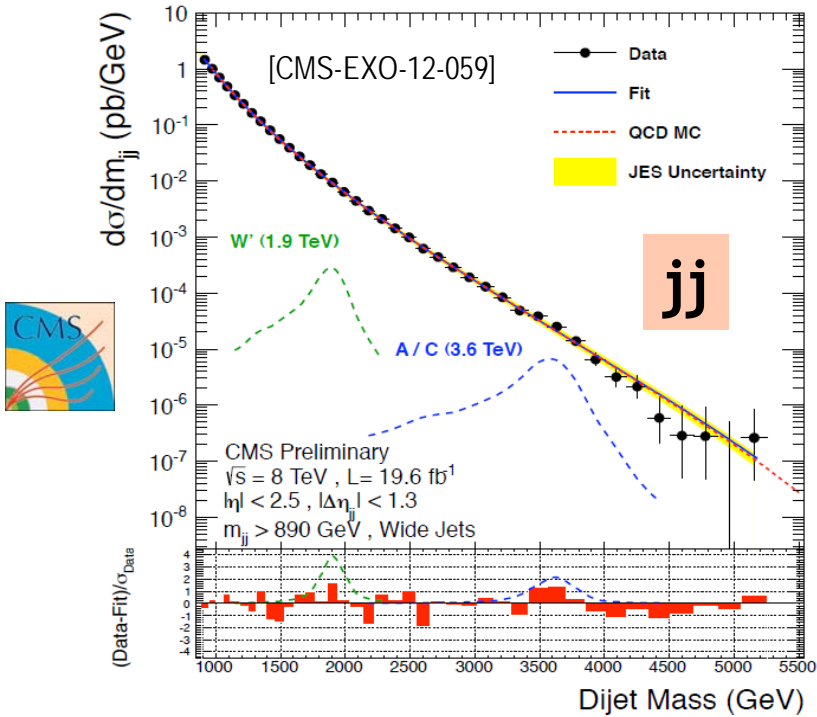 [CMS-EXO-12-059]
Data
Fit
QCD MC
JES Uncertainty
dσ/dm_jj (pb/GeV)
10
1
10^-1
10^-2
10^-3
10^-4
10^-5
10^-6
10^-7
10^-8
W' (1.9 TeV)
jj
CMS
A / C (3.6 TeV)
CMS Preliminary
√s = 8 TeV , L= 19.6 fb^-1
|η| < 2.5 , |Δη_jj| < 1.3
m_jj > 890 GeV , Wide Jets
(Data-Fit)/σ_Data
4
3
2
1
0
-1
-2
-3
-4
1000 1500 2000 2500 3000 3500 4000 4500 5000 5500
Dijet Mass (GeV)